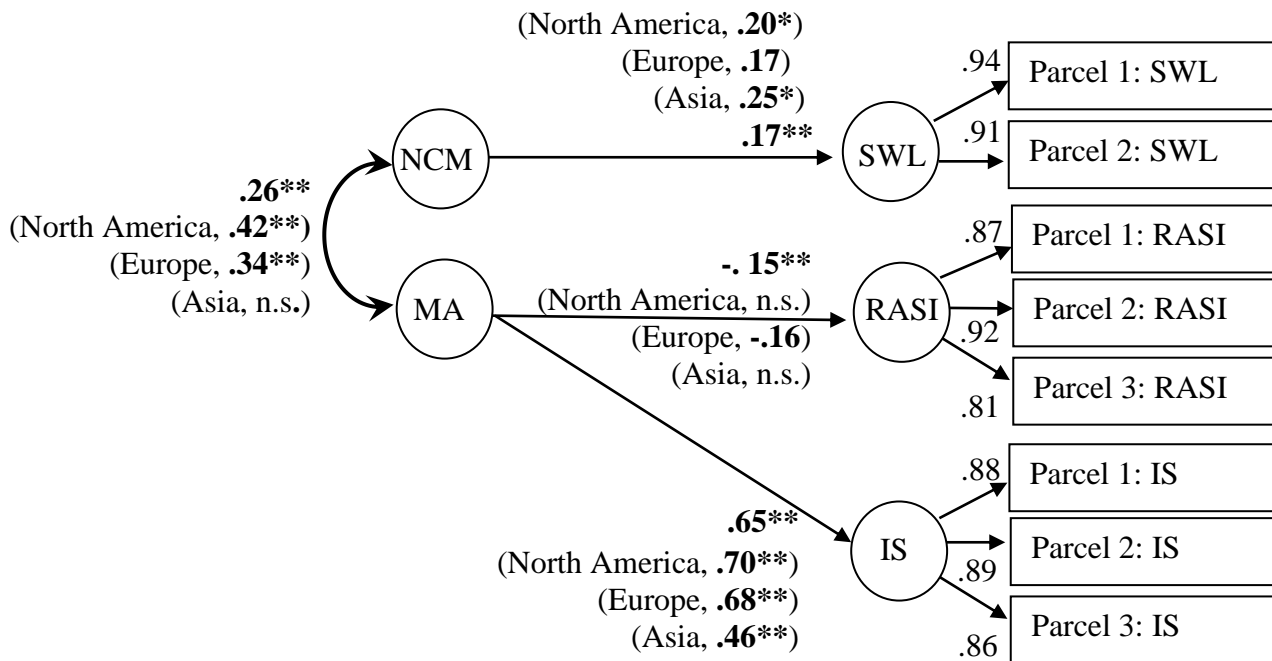 (North America, .20*)
(Europe, .17)
(Asia, .25*)
.17**
NCM
SWL
.94
Parcel 1: SWL
.91
Parcel 2: SWL
.26**
(North America, .42**)
(Europe, .34**)
(Asia, n.s.)
MA
-. 15**
(North America, n.s.)
(Europe, -.16)
(Asia, n.s.)
RASI
.87
Parcel 1: RASI
Parcel 2: RASI
.92
Parcel 3: RASI
.81
.65**
(North America, .70**)
(Europe, .68**)
(Asia, .46**)
IS
.88
Parcel 1: IS
Parcel 2: IS
.89
Parcel 3: IS
.86